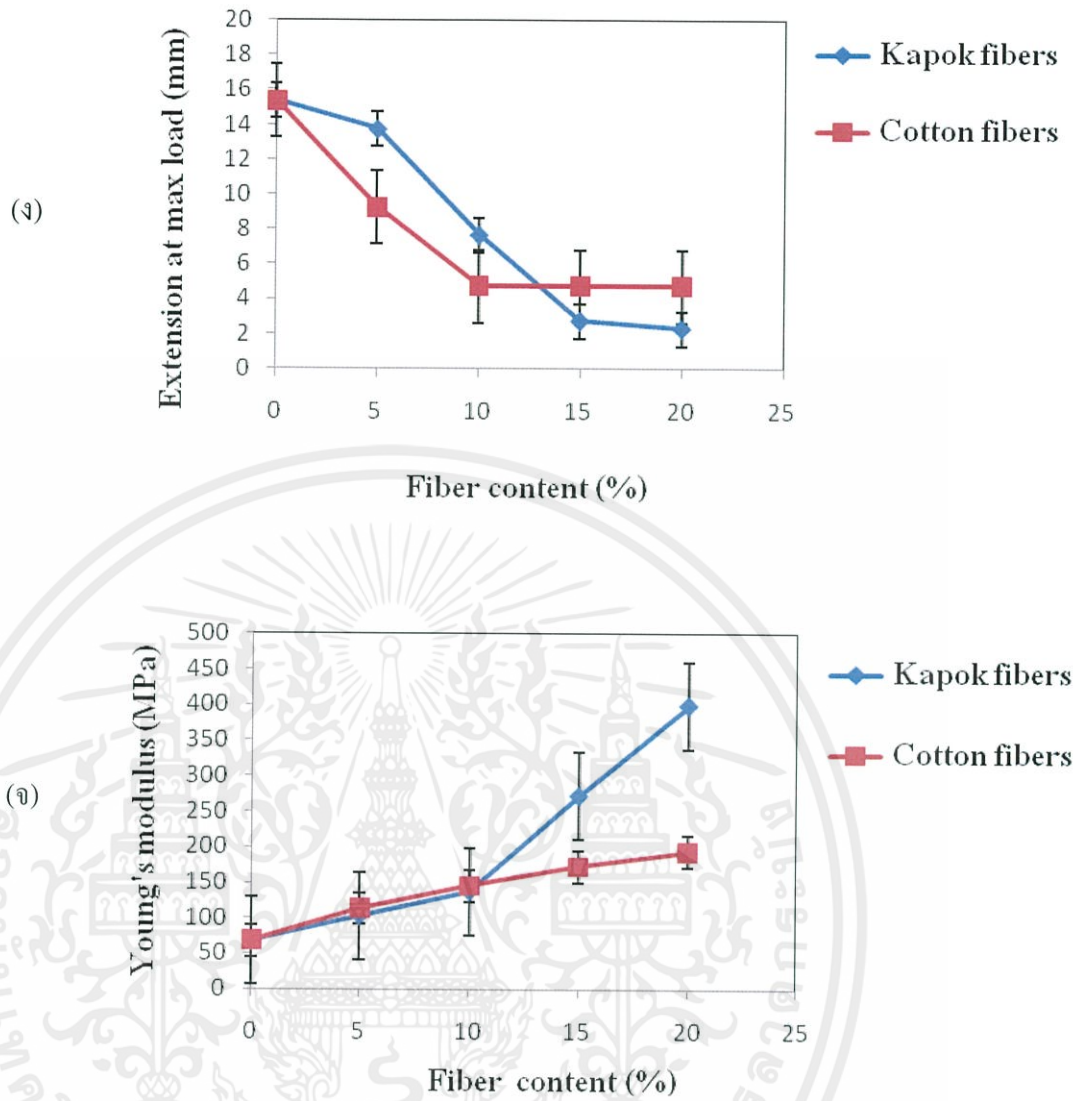 20
18
16
14
12
10
8
6
4
2
0
Extension at max load (mm)
0 5 10 15 20 25
Fiber content (%)
Kapok fibers
Cotton fibers
(ง)
500
450
400
350
300
250
200
150
100
50
0
Young's modulus (MPa)
0 5 10 15 20 25
Fiber content (%)
Kapok fibers
Cotton fibers
(จ)